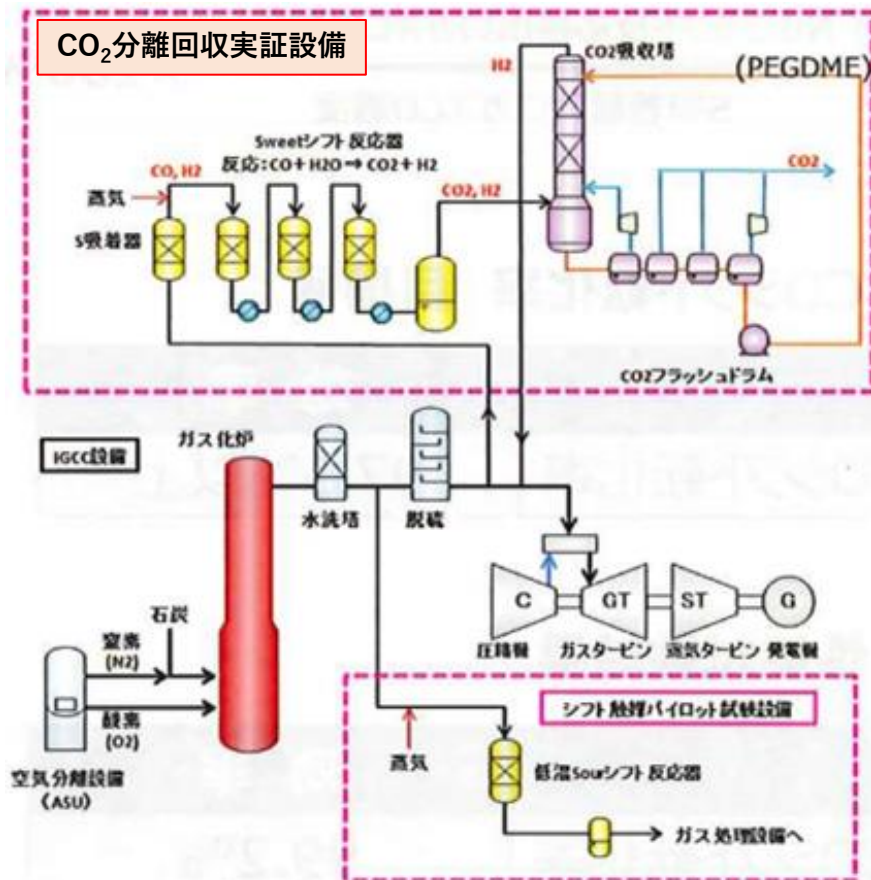 CO2分離回収実証設備
CO2吸収塔
H2
(PEGDME)
Sweetシフト反応器
反応:CO+H2O→CO2+H2
CO, H2
CO2
蒸気
CO2, H2
S吸着器
CO2フラッシュドラム
IGCC設備
ガス化炉
水洗塔
脱硫
石炭
窒素
(N2)
酸素
(O2)
空気分離設備
(ASU)
C
GT
ST
G
圧縮機
ガスタービン
蒸気タービン
発電機
シフト触媒パイロット試験設備
蒸気
低温Sourシフト反応器
ガス処理設備へ